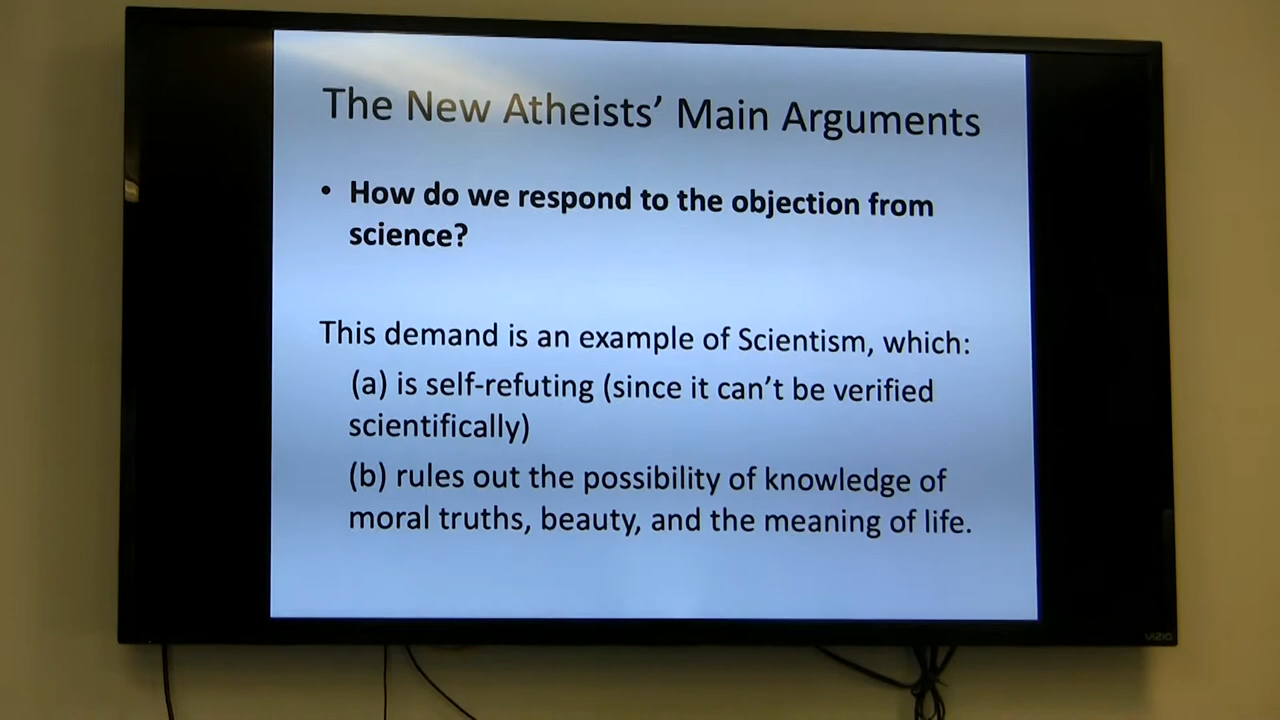 The New Atheists’ Main Arguments
• How do we respond to the objection from
science?
This demand is an example of Scientism, which:
(a) is self-refuting (since it can’t be verified
scientifically)
(b) rules out the possibility of knowledge of
moral truths, beauty, and the meaning of life.
VIZIO